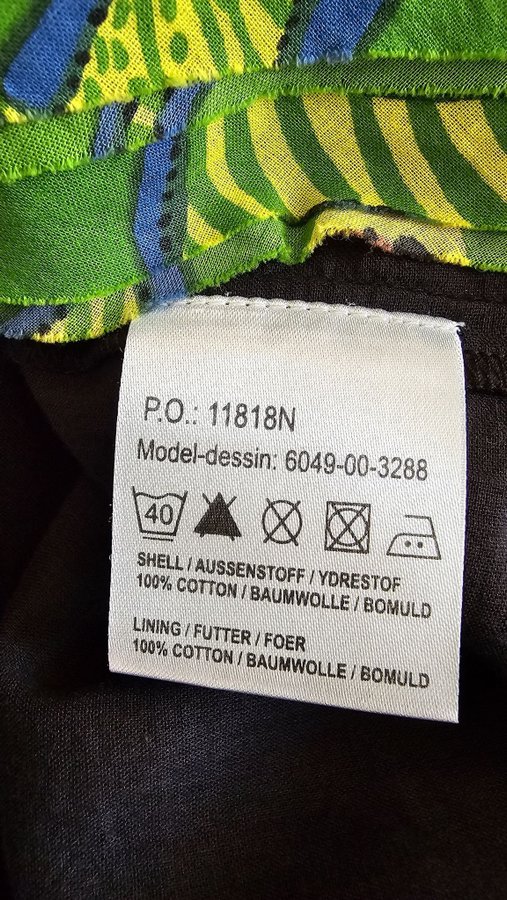 P.O.: 11818N
Model-dessin: 6049-00-3288
40
SHELL / AUSSENSTOFF / YDRESTOF
100% COTTON / BAUMWOLLE / BOMULD
LINING / FUTTER / FOER
100% COTTON / BAUMWOLLE / BOMULD